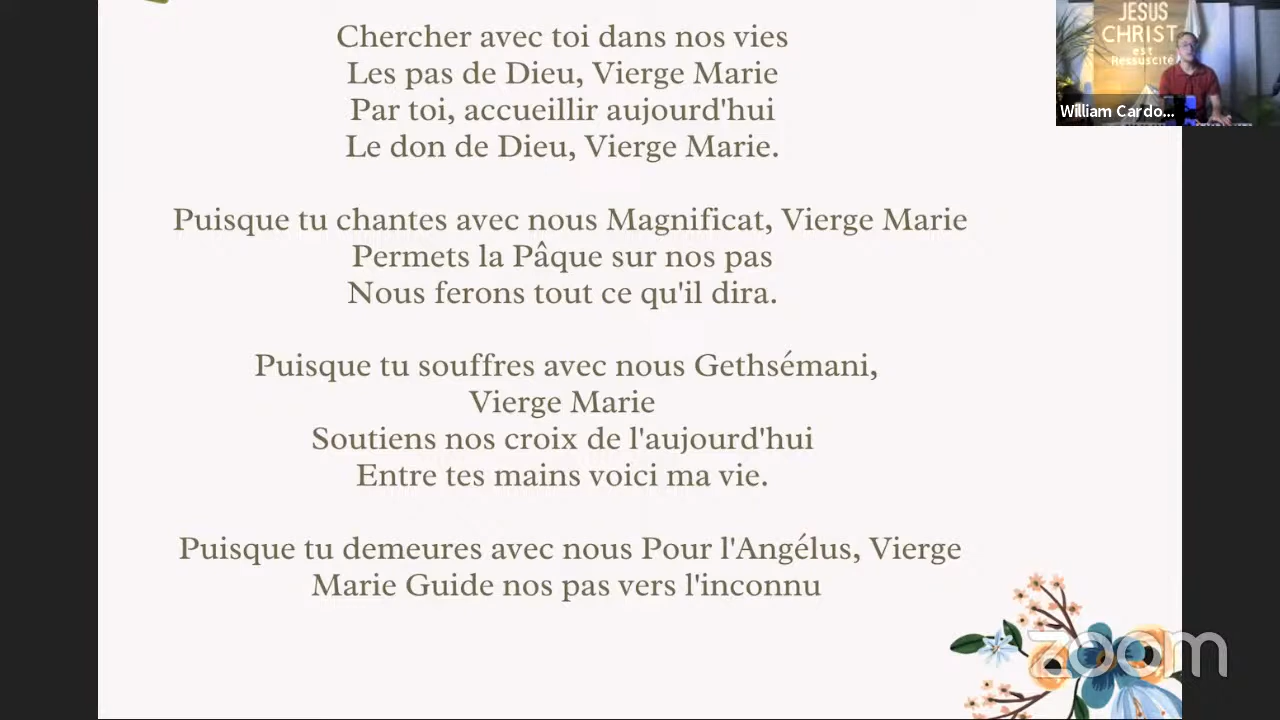 Chercher avec toi dans nos vies
Les pas de Dieu, Vierge Marie
Par toi, accueillir aujourd'hui
Le don de Dieu, Vierge Marie.
Puisque tu chantes avec nous Magnificat, Vierge Marie
Permets la Pâque sur nos pas
Nous ferons tout ce qu'il dira.
Puisque tu souffres avec nous Gethsémani,
Vierge Marie
Soutiens nos croix de l'aujourd'hui
Entre tes mains voici ma vie.
Puisque tu demeures avec nous Pour l'Angélus, Vierge
Marie Guide nos pas vers l'inconnu
JESUS
CHRIST
est
Ressuscité
William Cardo...
zoom